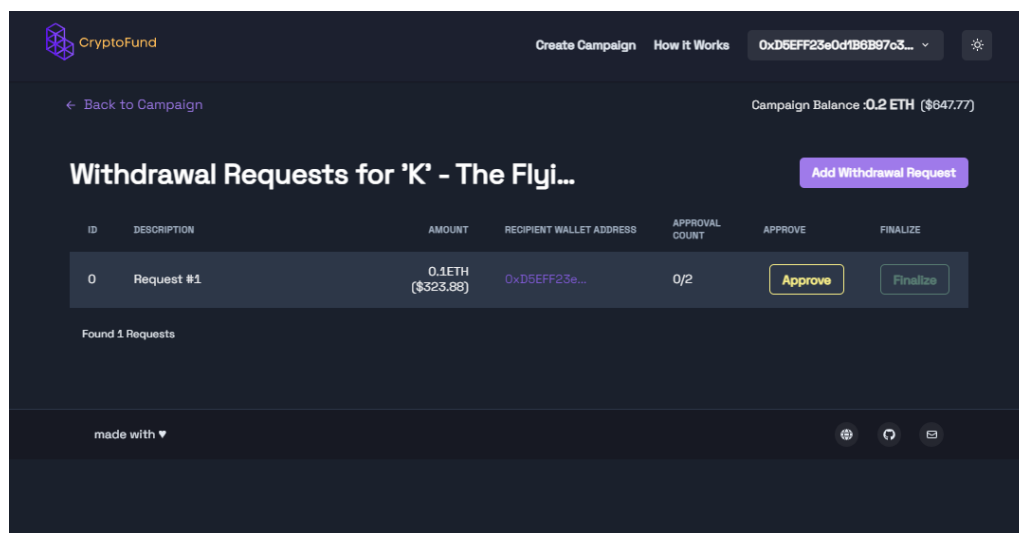 CryptoFund
Create Campaign How it Works 0xD5EFF23e0d1B6B97c3...
← Back to Campaign Campaign Balance :0.2 ETH ($647.77)
Withdrawal Requests for 'K' - The Flyi... Add Withdrawal Request
ID DESCRIPTION AMOUNT RECIPIENT WALLET ADDRESS APPROVAL COUNT APPROVE FINALIZE
0 Request #1 0.1ETH ($323.88) 0xD5EFF23e... 0/2 Approve Finalize
Found 1 Requests
made with ♥